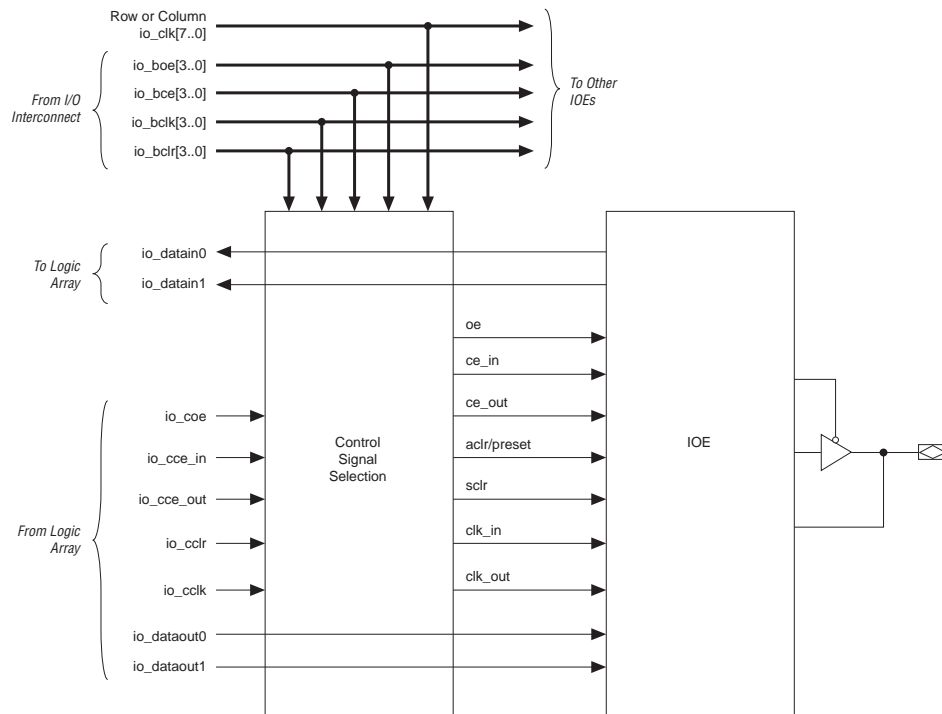 Row or Column
io_clk[7..0]
io_boe[3..0]
io_bce[3..0]
io_bclk[3..0]
io_bclr[3..0]
From I/O
Interconnect
To Other
IOEs
io_datain0
io_datain1
To Logic
Array
oe
ce_in
ce_out
aclr/preset
sclr
clk_in
clk_out
io_coe
io_cce_in
io_cce_out
io_cclr
io_cclk
io_dataout0
io_dataout1
From Logic
Array
Control
Signal
Selection
IOE